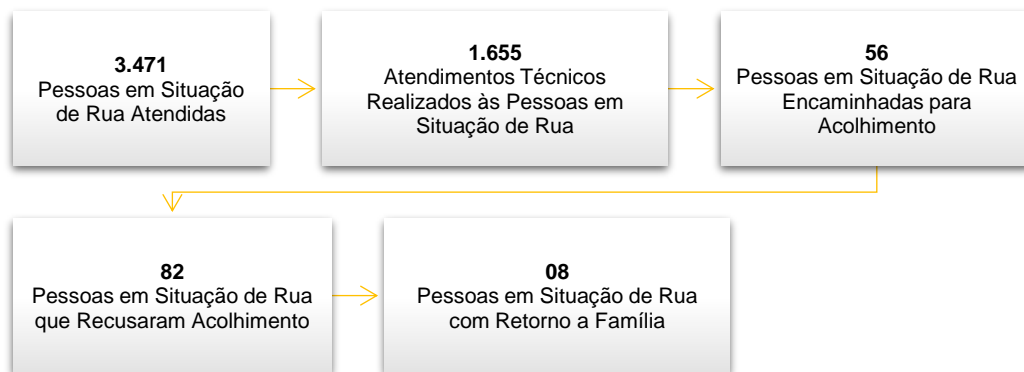 3.471
Pessoas em Situação
de Rua Atendidas
1.655
Atendimentos Técnicos
Realizados às Pessoas em
Situação de Rua
56
Pessoas em Situação de Rua
Encaminhadas para
Acolhimento
82
Pessoas em Situação de Rua
que Recusaram Acolhimento
08
Pessoas em Situação de Rua
com Retorno a Família